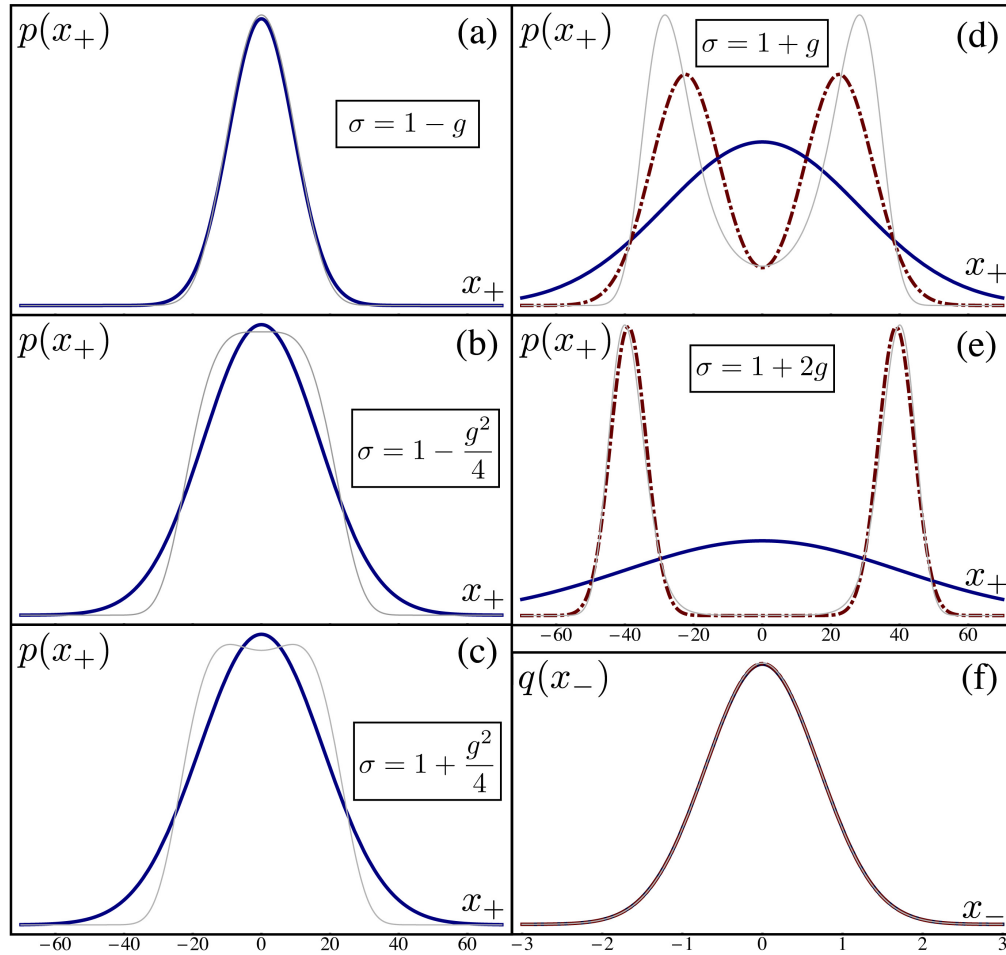 p(x₊) (a)
σ = 1 − g
x₊
p(x₊) (b)
σ = 1 − g²/4
x₊
p(x₊) (c)
σ = 1 + g²/4
x₊
−60 −40 −20 0 20 40 60
p(x₊) (d)
σ = 1 + g
x₊
p(x₊) (e)
σ = 1 + 2g
x₊
−60 −40 −20 0 20 40 60
q(x₋) (f)
x₋
−3 −2 −1 0 1 2 3